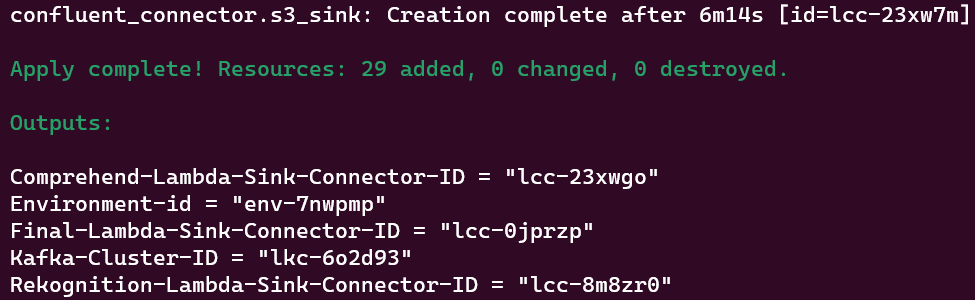 confluent_connector.s3_sink: Creation complete after 6m14s [id=lcc-23xw7m]
Apply complete! Resources: 29 added, 0 changed, 0 destroyed.
Outputs:
Comprehend-Lambda-Sink-Connector-ID = "lcc-23xwgo"
Environment-id = "env-7nwpmp"
Final-Lambda-Sink-Connector-ID = "lcc-0jprzp"
Kafka-Cluster-ID = "lkc-6o2d93"
Rekognition-Lambda-Sink-Connector-ID = "lcc-8m8zr0"